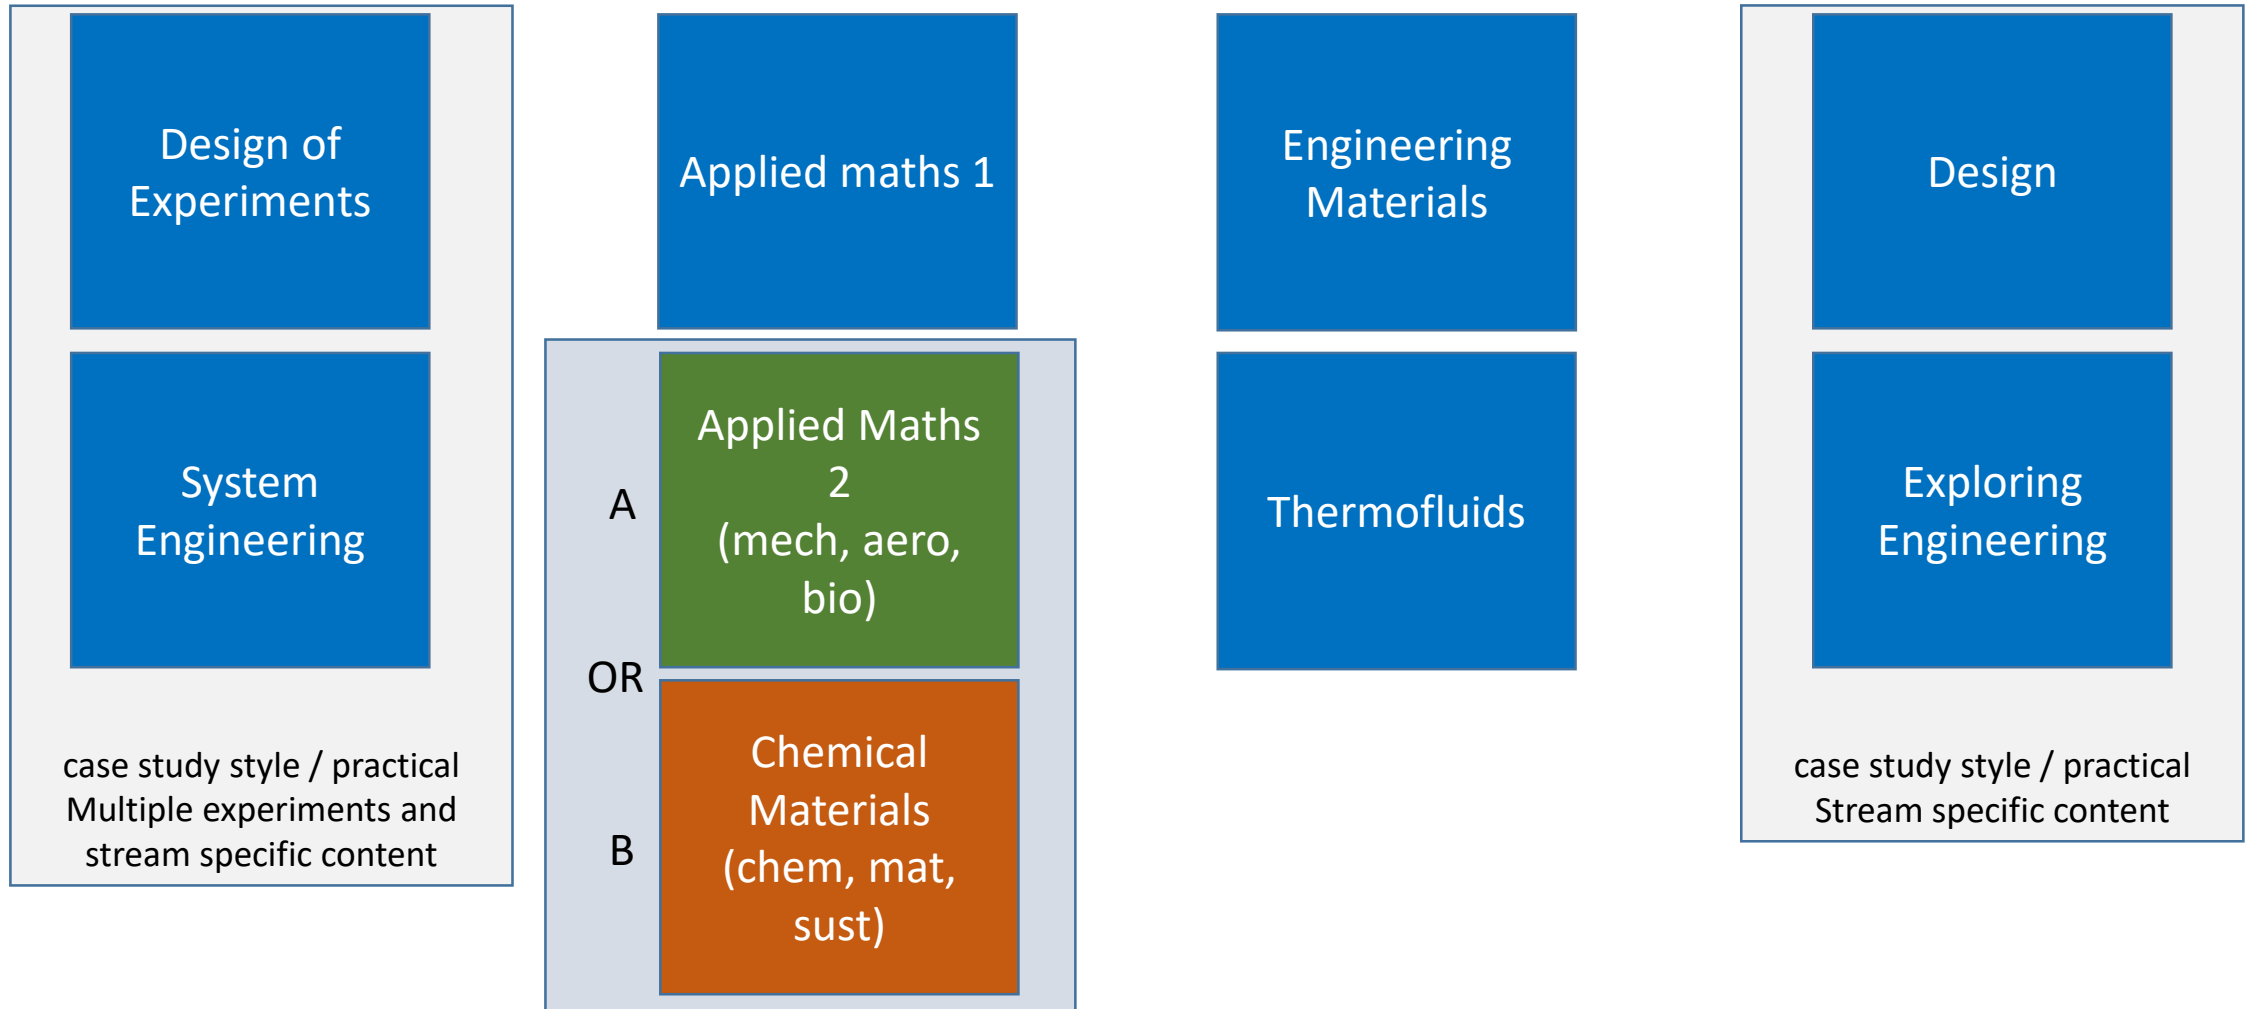 Design of
Experiments
System
Engineering
case study style / practical
Multiple experiments and
stream specific content
Applied maths 1
A
Applied Maths
2
(mech, aero,
bio)
OR
B
Chemical
Materials
(chem, mat,
sust)
Engineering
Materials
Thermofluids
Design
Exploring
Engineering
case study style / practical
Stream specific content